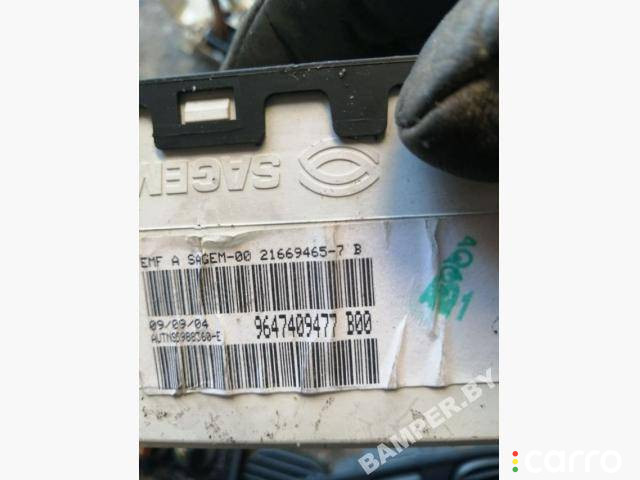 SAGEM
EMF A SAGEM-00 21669465-7 B
09/09/04
9647409477 B00
BAMPER.BY
carro